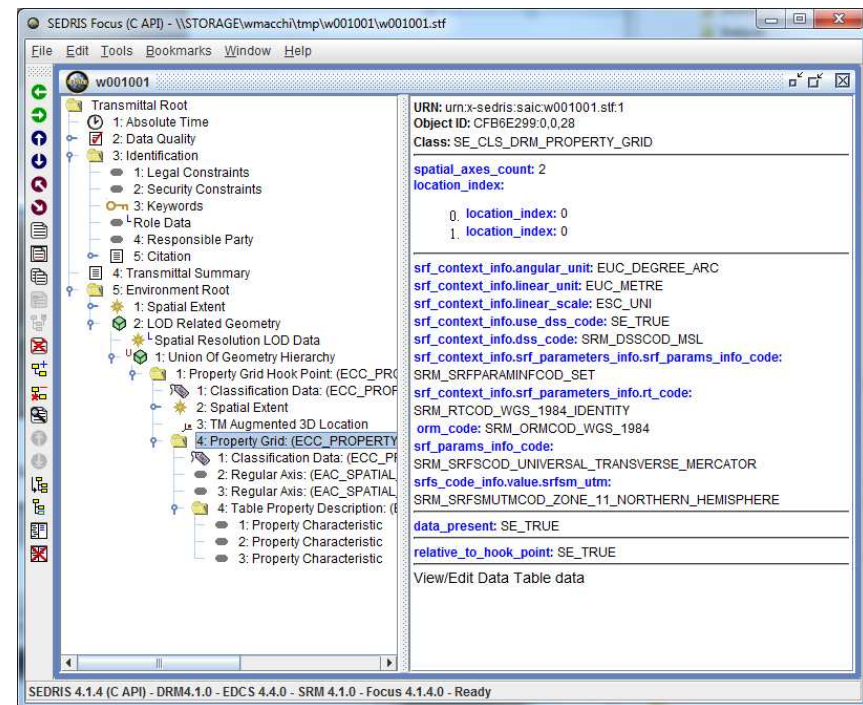 SEDRIS Focus (C API) - \\STORAGE\wmacchi\tmp\w001001\w001001.stf
File Edit Tools Bookmarks Window Help
w001001
Transmittal Root
1: Absolute Time
2: Data Quality
3: Identification
1: Legal Constraints
2: Security Constraints
3: Keywords
Role Data
4: Responsible Party
5: Citation
4: Transmittal Summary
5: Environment Root
1: Spatial Extent
2: LOD Related Geometry
Spatial Resolution LOD Data
1: Union Of Geometry Hierarchy
1: Property Grid Hook Point: (ECC_PRO
1: Classification Data: (ECC_PROF
2: Spatial Extent
3: TM Augmented 3D Location
4: Property Grid: (ECC_PROPERTY
1: Classification Data: (ECC_PF
2: Regular Axis: (EAC_SPATIAL_
3: Regular Axis: (EAC_SPATIAL_
4: Table Property Description: (E
1: Property Characteristic
2: Property Characteristic
3: Property Characteristic
URN: urn:x-sedris:saic:w001001.stf:1
Object ID: CFB6E299:0,0,28
Class: SE_CLS_DRM_PROPERTY_GRID
spatial_axes_count: 2
location_index:
0. location_index: 0
1. location_index: 0
srf_context_info.angular_unit: EUC_DEGREE_ARC
srf_context_info.linear_unit: EUC_METRE
srf_context_info.linear_scale: ESC_UNI
srf_context_info.use_dss_code: SE_TRUE
srf_context_info.dss_code: SRM_DSSCOD_MSL
srf_context_info.srf_parameters_info.srf_params_info_code:
SRM_SRFPARAMINFCOD_SET
srf_context_info.srf_parameters_info.rt_code:
SRM_RTCOD_WGS_1984_IDENTITY
orm_code: SRM_ORMCOD_WGS_1984
srf_params_info_code:
SRM_SRFSCOD_UNIVERSAL_TRANSVERSE_MERCATOR
srfs_code_info.value.srfsm_utm:
SRM_SRFSMUTMCOD_ZONE_11_NORTHERN_HEMISPHERE
data_present: SE_TRUE
relative_to_hook_point: SE_TRUE
View/Edit Data Table data
SEDRIS 4.1.4 (C API) - DRM4.1.0 - EDCS 4.4.0 - SRM 4.1.0 - Focus 4.1.4.0 - Ready